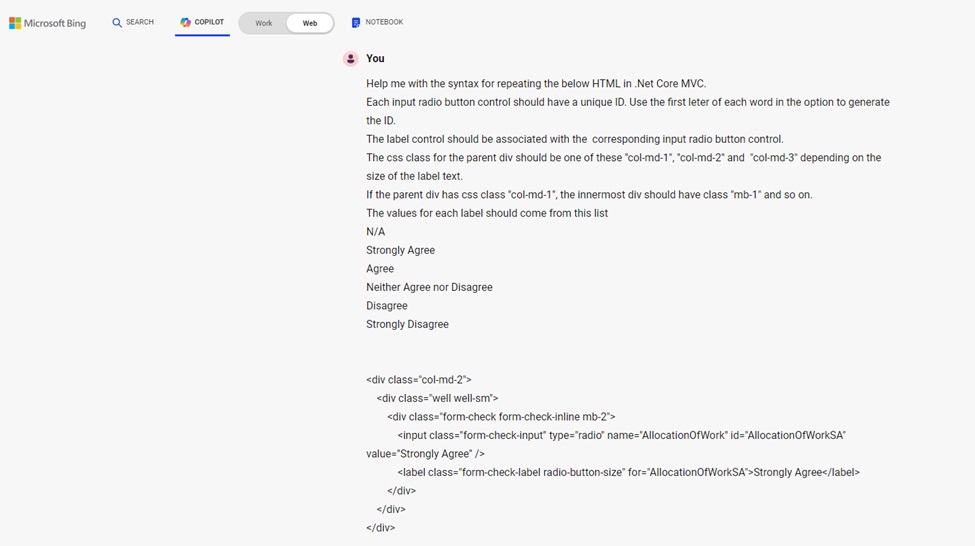 Microsoft Bing SEARCH COPILOT Work Web NOTEBOOK
You
Help me with the syntax for repeating the below HTML in .Net Core MVC.
Each input radio button control should have a unique ID. Use the first leter of each word in the option to generate
the ID.
The label control should be associated with the  corresponding input radio button control.
The css class for the parent div should be one of these "col-md-1", "col-md-2" and  "col-md-3" depending on the
size of the label text.
If the parent div has css class "col-md-1", the innermost div should have class "mb-1" and so on.
The values for each label should come from this list
N/A
Strongly Agree
Agree
Neither Agree nor Disagree
Disagree
Strongly Disagree
<div class="col-md-2">
<div class="well well-sm">
<div class="form-check form-check-inline mb-2">
<input class="form-check-input" type="radio" name="AllocationOfWork" id="AllocationOfWorkSA"
value="Strongly Agree" />
<label class="form-check-label radio-button-size" for="AllocationOfWorkSA">Strongly Agree</label>
</div>
</div>
</div>